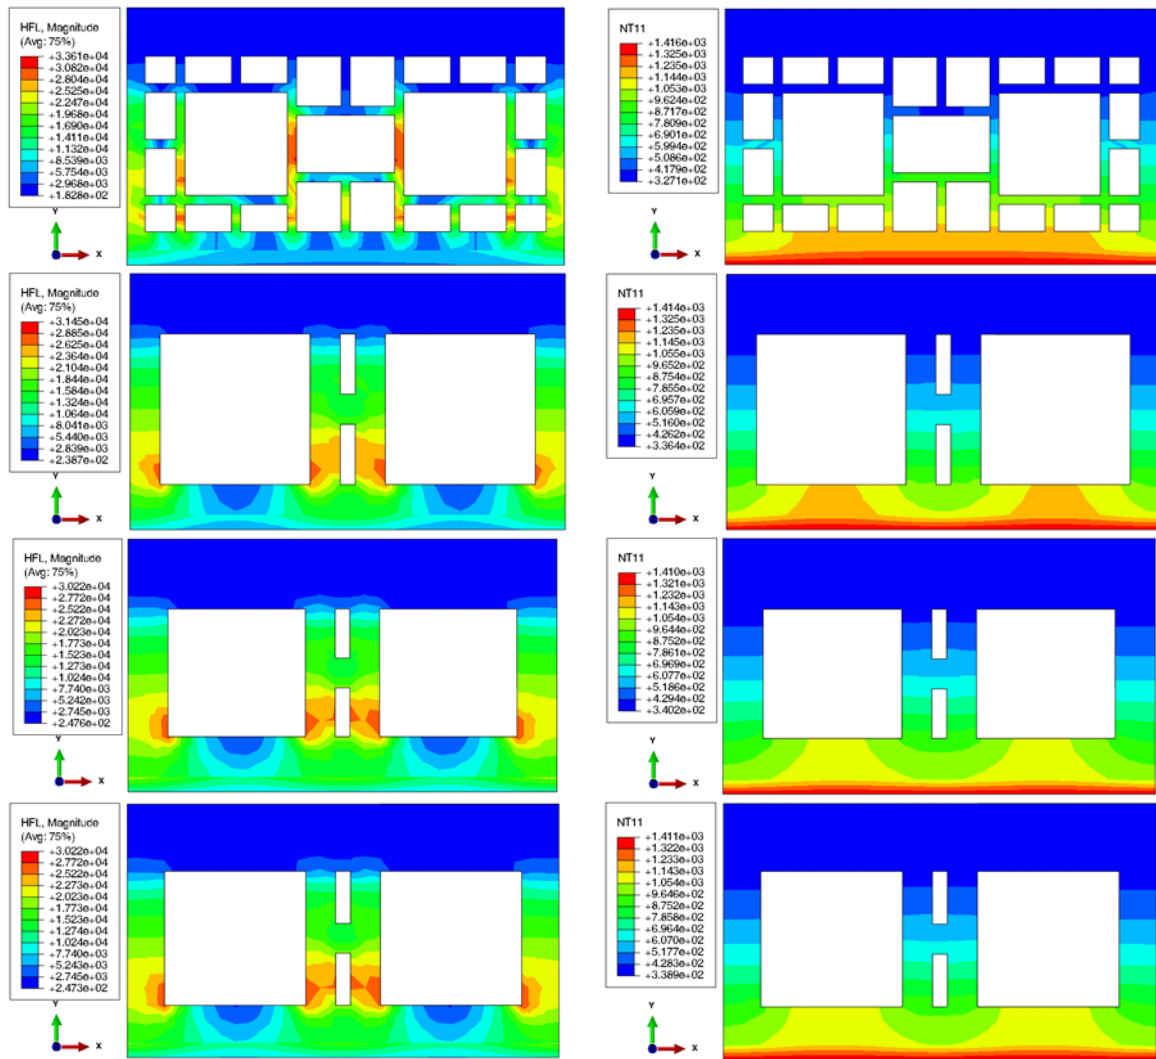 HFL, Magnitude
(Avg: 75%)
+3.361e+04
+3.082e+04
+2.804e+04
+2.525e+04
+2.247e+04
+1.968e+04
+1.690e+04
+1.411e+04
+1.132e+04
+8.539e+03
+5.754e+03
+2.968e+03
+1.828e+02
Y
X
NT11
+1.416e+03
+1.325e+03
+1.235e+03
+1.144e+03
+1.053e+03
+9.624e+02
+8.717e+02
+7.809e+02
+6.901e+02
+5.994e+02
+5.086e+02
+4.179e+02
+3.271e+02
Y
X
HFL, Magnitude
(Avg: 75%)
+3.145e+04
+2.885e+04
+2.625e+04
+2.364e+04
+2.104e+04
+1.844e+04
+1.584e+04
+1.324e+04
+1.064e+04
+8.041e+03
+5.440e+03
+2.839e+03
+2.387e+02
Y
X
NT11
+1.414e+03
+1.325e+03
+1.235e+03
+1.145e+03
+1.055e+03
+9.652e+02
+8.754e+02
+7.855e+02
+6.957e+02
+6.059e+02
+5.160e+02
+4.262e+02
+3.364e+02
Y
X
HFL, Magnitude
(Avg: 75%)
+3.022e+04
+2.772e+04
+2.522e+04
+2.272e+04
+2.023e+04
+1.773e+04
+1.523e+04
+1.273e+04
+1.024e+04
+7.740e+03
+5.242e+03
+2.745e+03
+2.476e+02
Y
X
NT11
+1.410e+03
+1.321e+03
+1.232e+03
+1.143e+03
+1.054e+03
+9.644e+02
+8.752e+02
+7.861e+02
+6.969e+02
+6.077e+02
+5.186e+02
+4.294e+02
+3.402e+02
Y
X
HFL, Magnitude
(Avg: 75%)
+3.022e+04
+2.772e+04
+2.522e+04
+2.273e+04
+2.023e+04
+1.773e+04
+1.523e+04
+1.274e+04
+1.024e+04
+7.740e+03
+5.243e+03
+2.745e+03
+2.473e+02
Y
X
NT11
+1.411e+03
+1.322e+03
+1.233e+03
+1.143e+03
+1.054e+03
+9.646e+02
+8.752e+02
+7.858e+02
+6.964e+02
+6.070e+02
+5.177e+02
+4.283e+02
+3.389e+02
Y
X